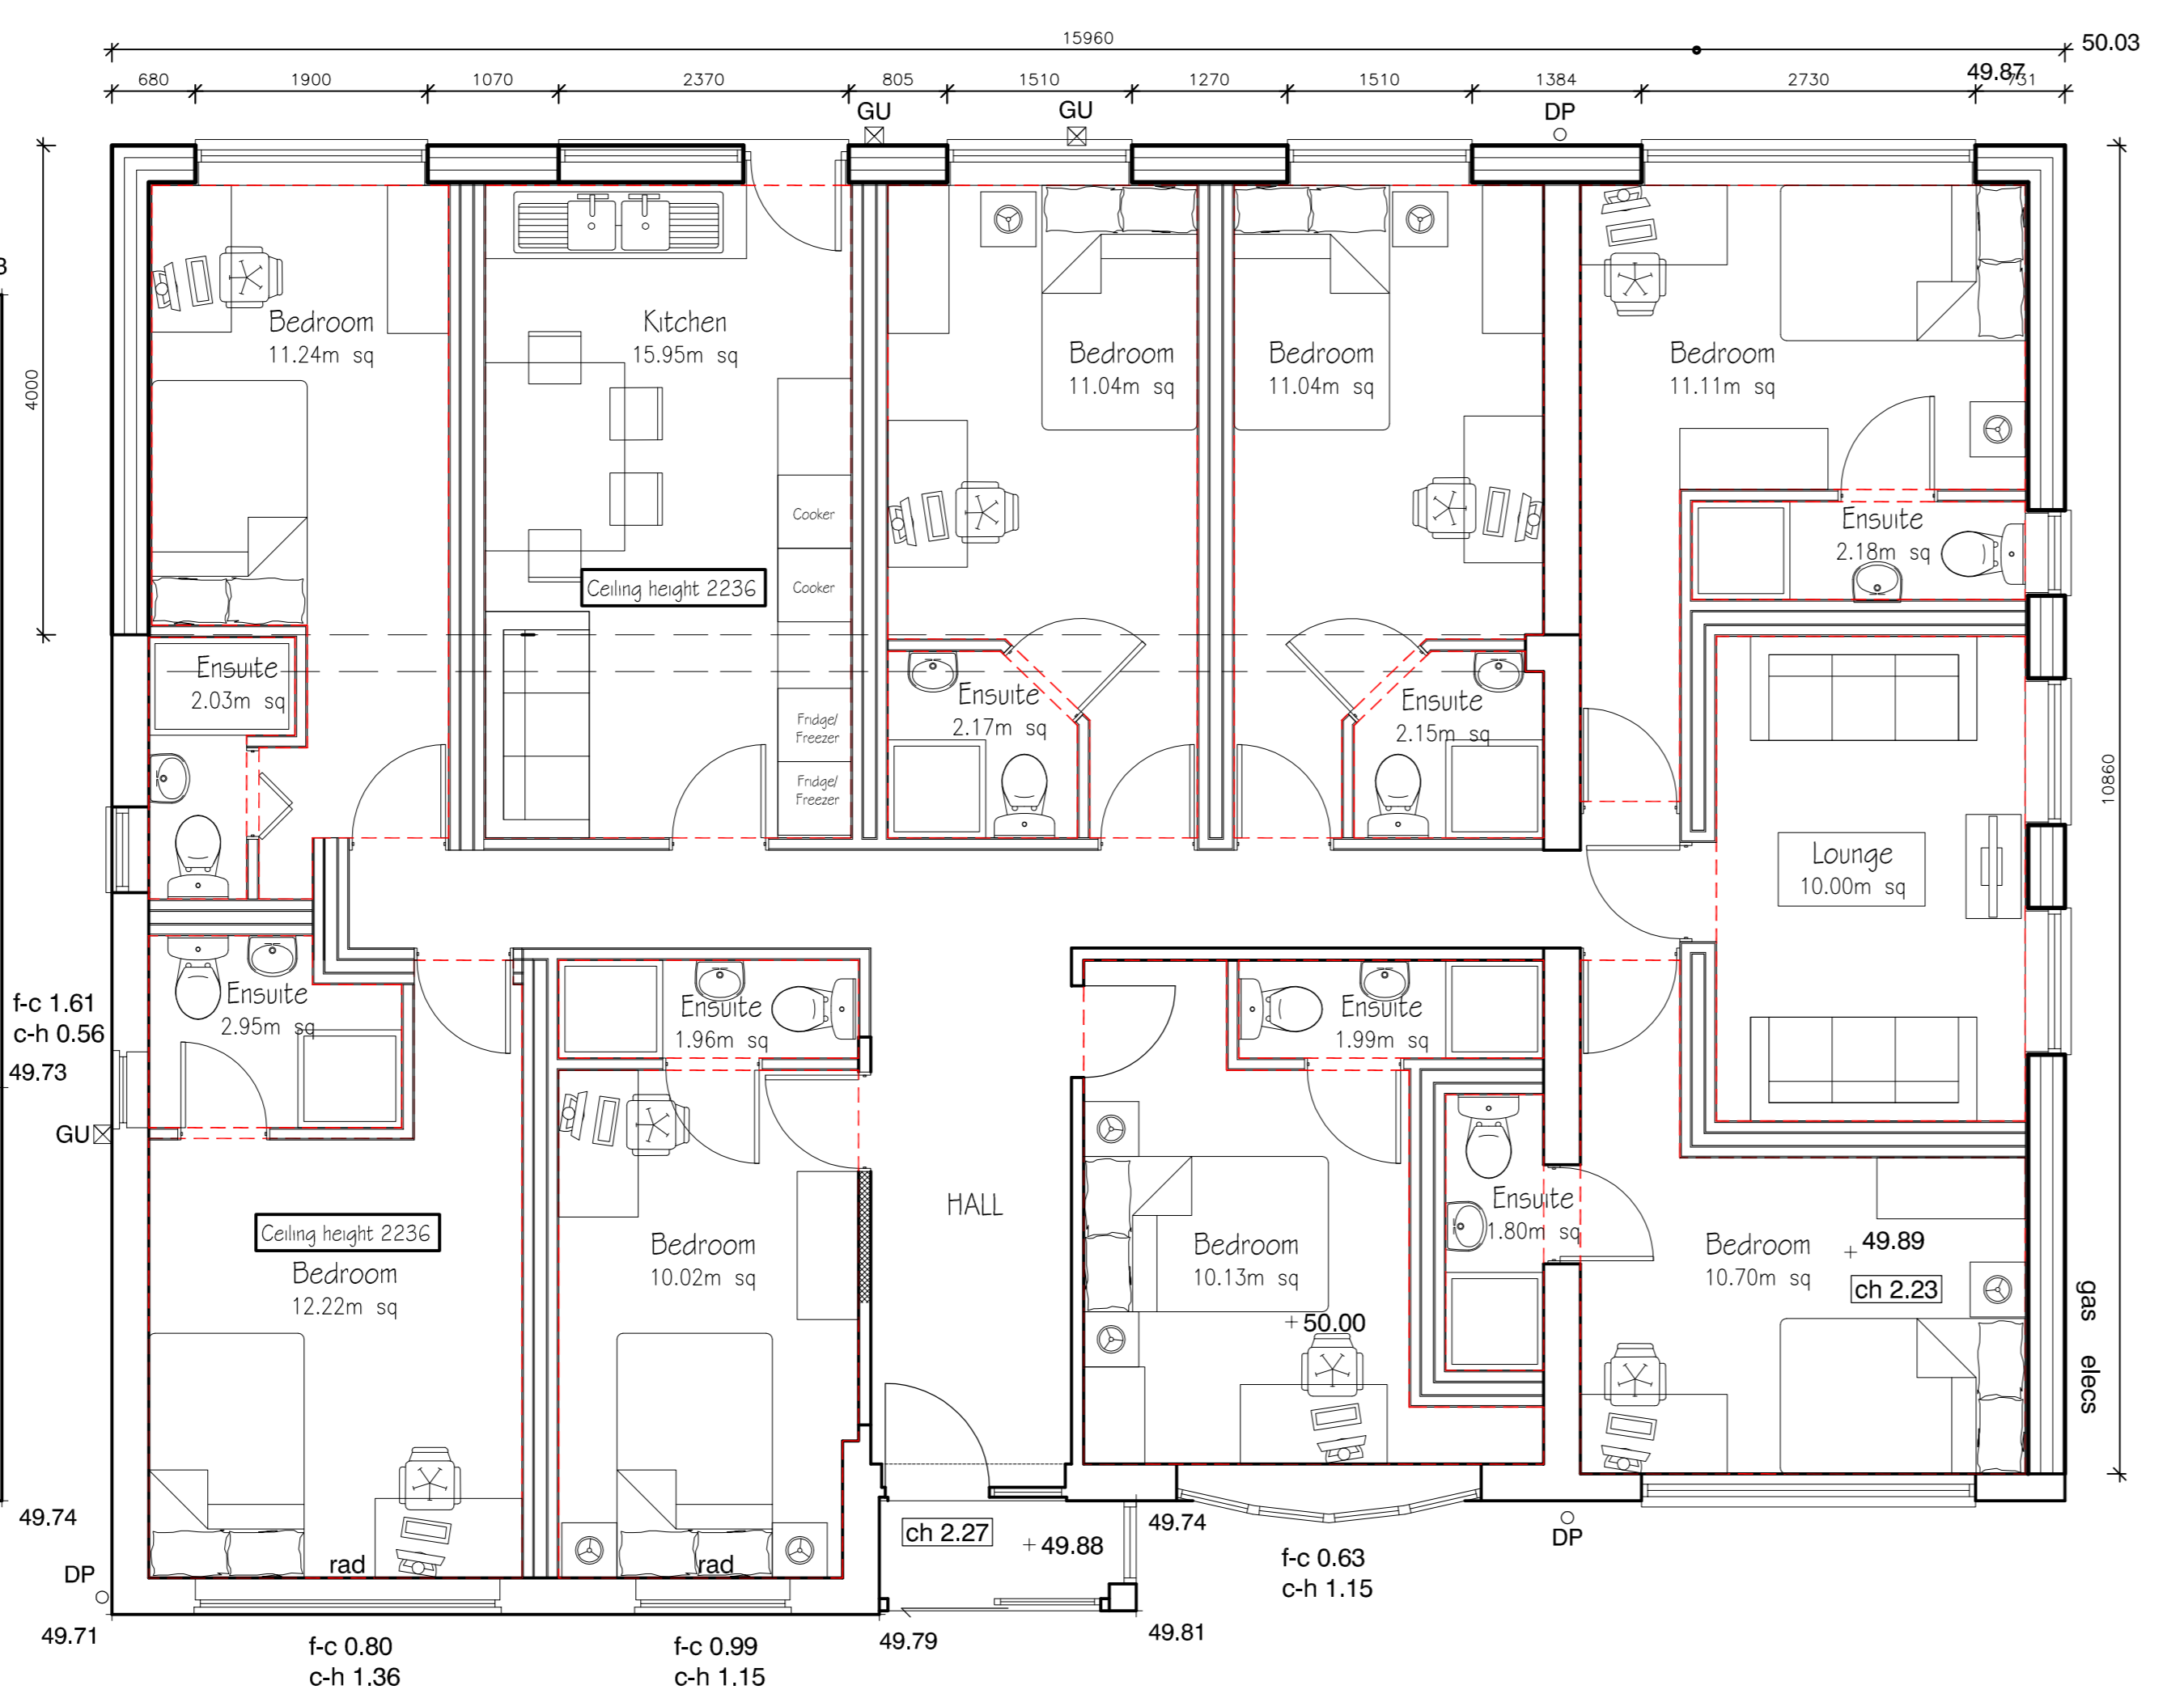 15960
50.03
680
1900
1070
2370
805
1510
1270
1510
1384
2730
49.87
731
GU
GU
DP
4000
Bedroom
11.24m sq
Kitchen
15.95m sq
Bedroom
11.04m sq
Bedroom
11.04m sq
Bedroom
11.11m sq
Cooker
Cooker
Ceiling height 2236
Ensuite
2.18m sq
Ensuite
2.03m sq
Fridge/
Freezer
Fridge/
Freezer
Ensuite
2.17m sq
Ensuite
2.15m sq
10860
Lounge
10.00m sq
f-c 1.61
c-h 0.56
49.73
GU
Ensuite
2.95m sq
Ensuite
1.96m sq
Ensuite
1.99m sq
Ensuite
1.80m sq
HALL
Ceiling height 2236
Bedroom
12.22m sq
Bedroom
10.02m sq
Bedroom
10.13m sq
50.00
Bedroom
10.70m sq
49.89
ch 2.23
gas elecs
49.74
DP
49.71
rad
rad
ch 2.27
49.88
49.74
49.79
49.81
DP
f-c 0.80
c-h 1.36
f-c 0.99
c-h 1.15
f-c 0.63
c-h 1.15